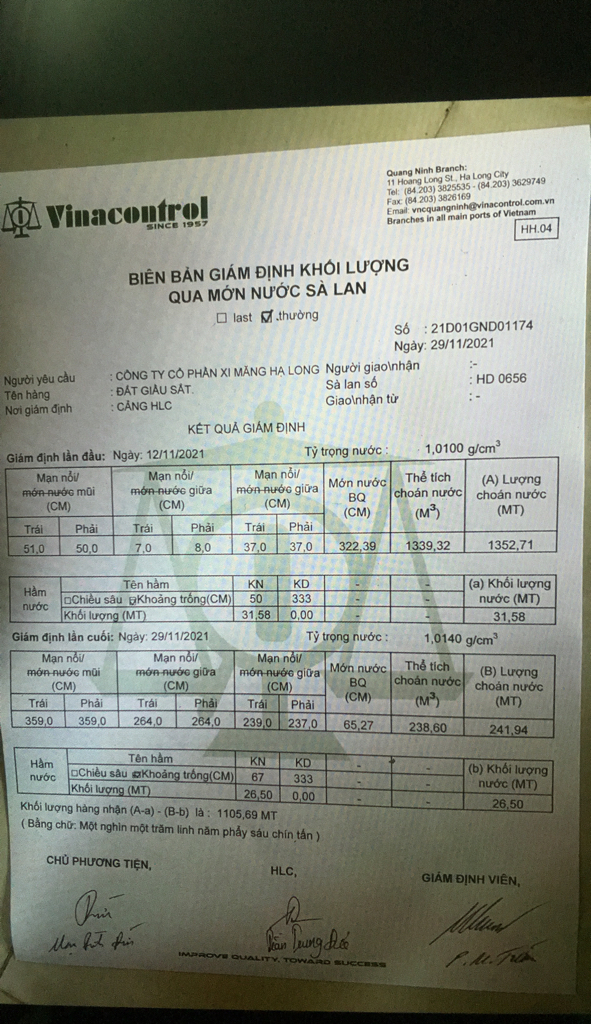 Vinacontrol
SINCE 1957
Quang Ninh Branch:
11 Hoang Long St., Ha Long City
Tel: (84.203) 3825535 - (84.203) 3629749
Fax: (84.203) 3826169
Email: vncquangninh@vinacontrol.com.vn
Branches in all main ports of Vietnam
HH.04
BIÊN BẢN GIÁM ĐỊNH KHỐI LƯỢNG
QUA MỚN NƯỚC SÀ LAN
☐ last ☑ .thường
Số : 21D01GND01174
Ngày: 29/11/2021
Người yêu cầu : CÔNG TY CỔ PHẦN XI MĂNG HẠ LONG Người giao\nhận :-
Tên hàng : ĐẤT GIÀU SẮT. Sà lan số : HD 0656
Nơi giám định : CẢNG HLC Giao\nhận từ : -
KẾT QUẢ GIÁM ĐỊNH
Giám định lần đầu: Ngày: 12/11/2021 Tỷ trọng nước : 1,0100 g/cm³
Mạn nổi/ mớn nước mũi (CM) Mạn nổi/ mớn nước giữa (CM) Mạn nổi/ mớn nước giữa (CM) Mớn nước BQ (CM) Thể tích choán nước (M³) (A) Lượng choán nước (MT)
Trái Phải Trái Phải Trái Phải
51,0 50,0 7,0 8,0 37,0 37,0 322,39 1339,32 1352,71
Hầm nước Tên hầm KN KD - - (a) Khối lượng nước (MT)
☐Chiều sâu ☑Khoảng trống(CM) 50 333 - -
Khối lượng (MT) 31,58 0,00 - - 31,58
Giám định lần cuối: Ngày: 29/11/2021 Tỷ trọng nước : 1,0140 g/cm³
Mạn nổi/ mớn nước mũi (CM) Mạn nổi/ mớn nước giữa (CM) Mạn nổi/ mớn nước giữa (CM) Mớn nước BQ (CM) Thể tích choán nước (M³) (B) Lượng choán nước (MT)
Trái Phải Trái Phải Trái Phải
359,0 359,0 264,0 264,0 239,0 237,0 65,27 238,60 241,94
Hầm nước Tên hầm KN KD - - (b) Khối lượng nước (MT)
☐Chiều sâu ☑Khoảng trống(CM) 67 333 - -
Khối lượng (MT) 26,50 0,00 - - 26,50
Khối lượng hàng nhận (A-a) - (B-b) là : 1105,69 MT
( Bằng chữ: Một nghìn một trăm linh năm phẩy sáu chín tấn )
CHỦ PHƯƠNG TIỆN, HLC, GIÁM ĐỊNH VIÊN,
Trần Trung
IMPROVE QUALITY, TOWARD SUCCESS